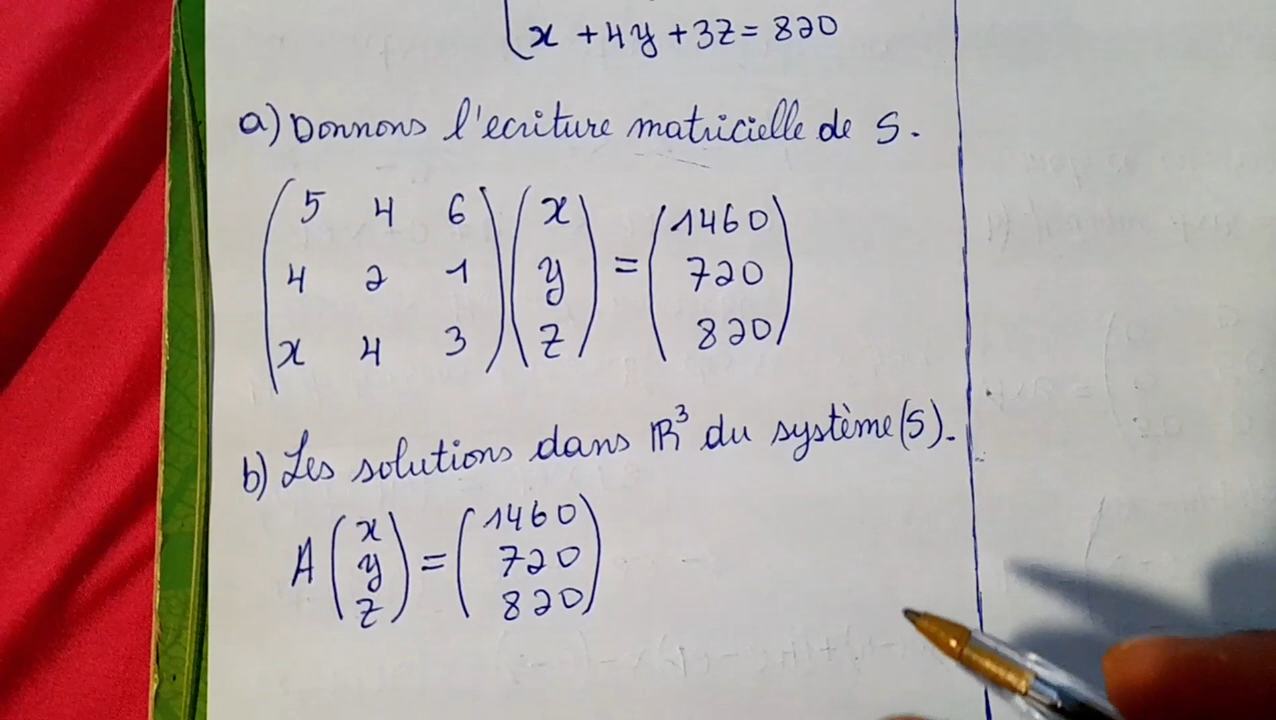 x + 4y + 3z = 820
a) Donnons l'ecriture matricielle de S.
( 5 4 6 ) ( x ) = ( 1460 )
( 4 2 1 ) ( y ) ( 720 )
( x 4 3 ) ( z ) ( 820 )
b) Les solutions dans ℝ³ du système (S).
A ( x ) = ( 1460 )
( y ) ( 720 )
( z ) ( 820 )